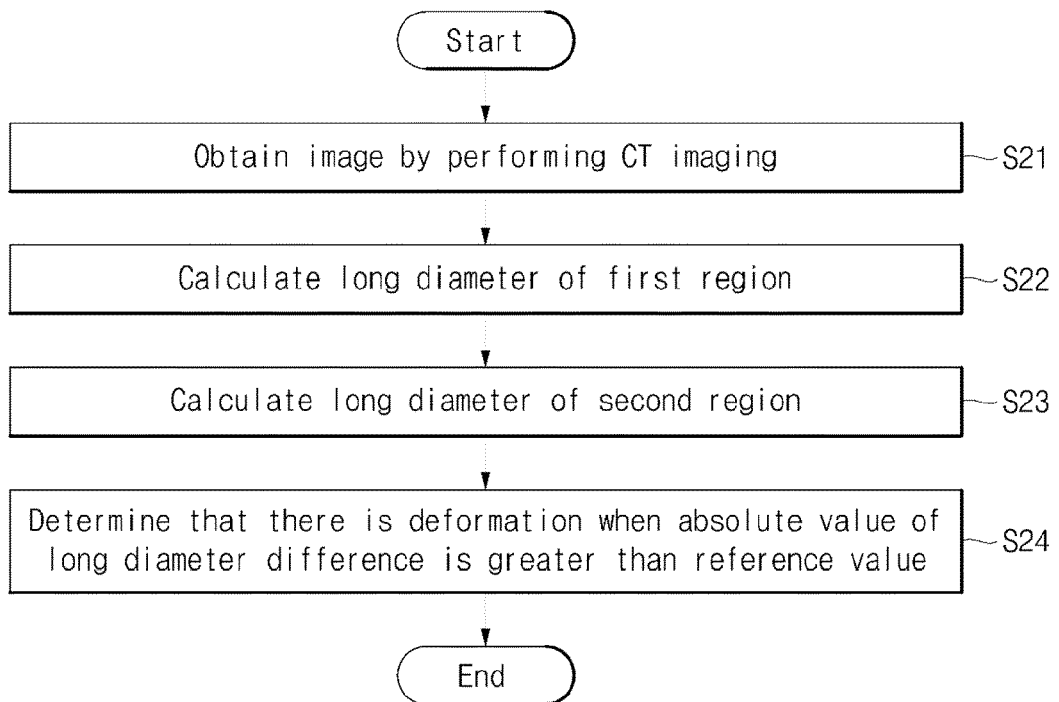 Start
Obtain image by performing CT imaging
S21
Calculate long diameter of first region
S22
Calculate long diameter of second region
S23
Determine that there is deformation when absolute value of
long diameter difference is greater than reference value
S24
End